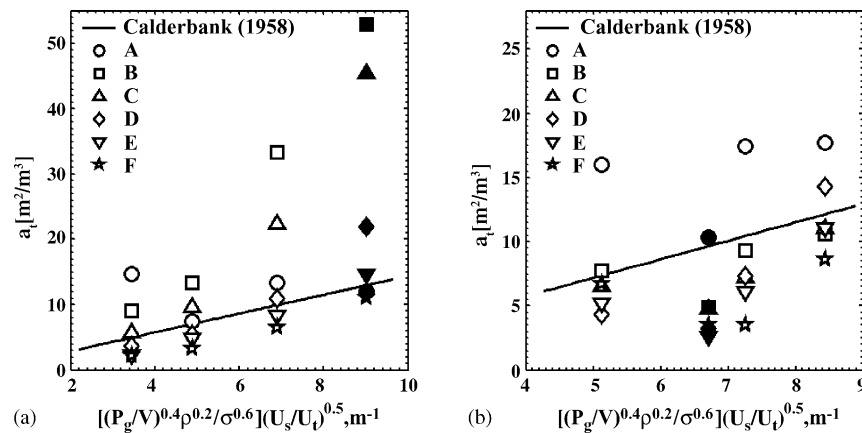 Calderbank (1958)
A
B
C
D
E
F
50
40
30
20
10
0
a_t[m²/m³]
2 4 6 8 10
(a) [(P_g/V)^0.4 ρ^0.2/σ^0.6](U_s/U_t)^0.5,m⁻¹
Calderbank (1958)
A
B
C
D
E
F
25
20
15
10
5
0
a_t[m²/m³]
4 5 6 7 8 9
(b) [(P_g/V)^0.4 ρ^0.2/σ^0.6](U_s/U_t)^0.5,m⁻¹